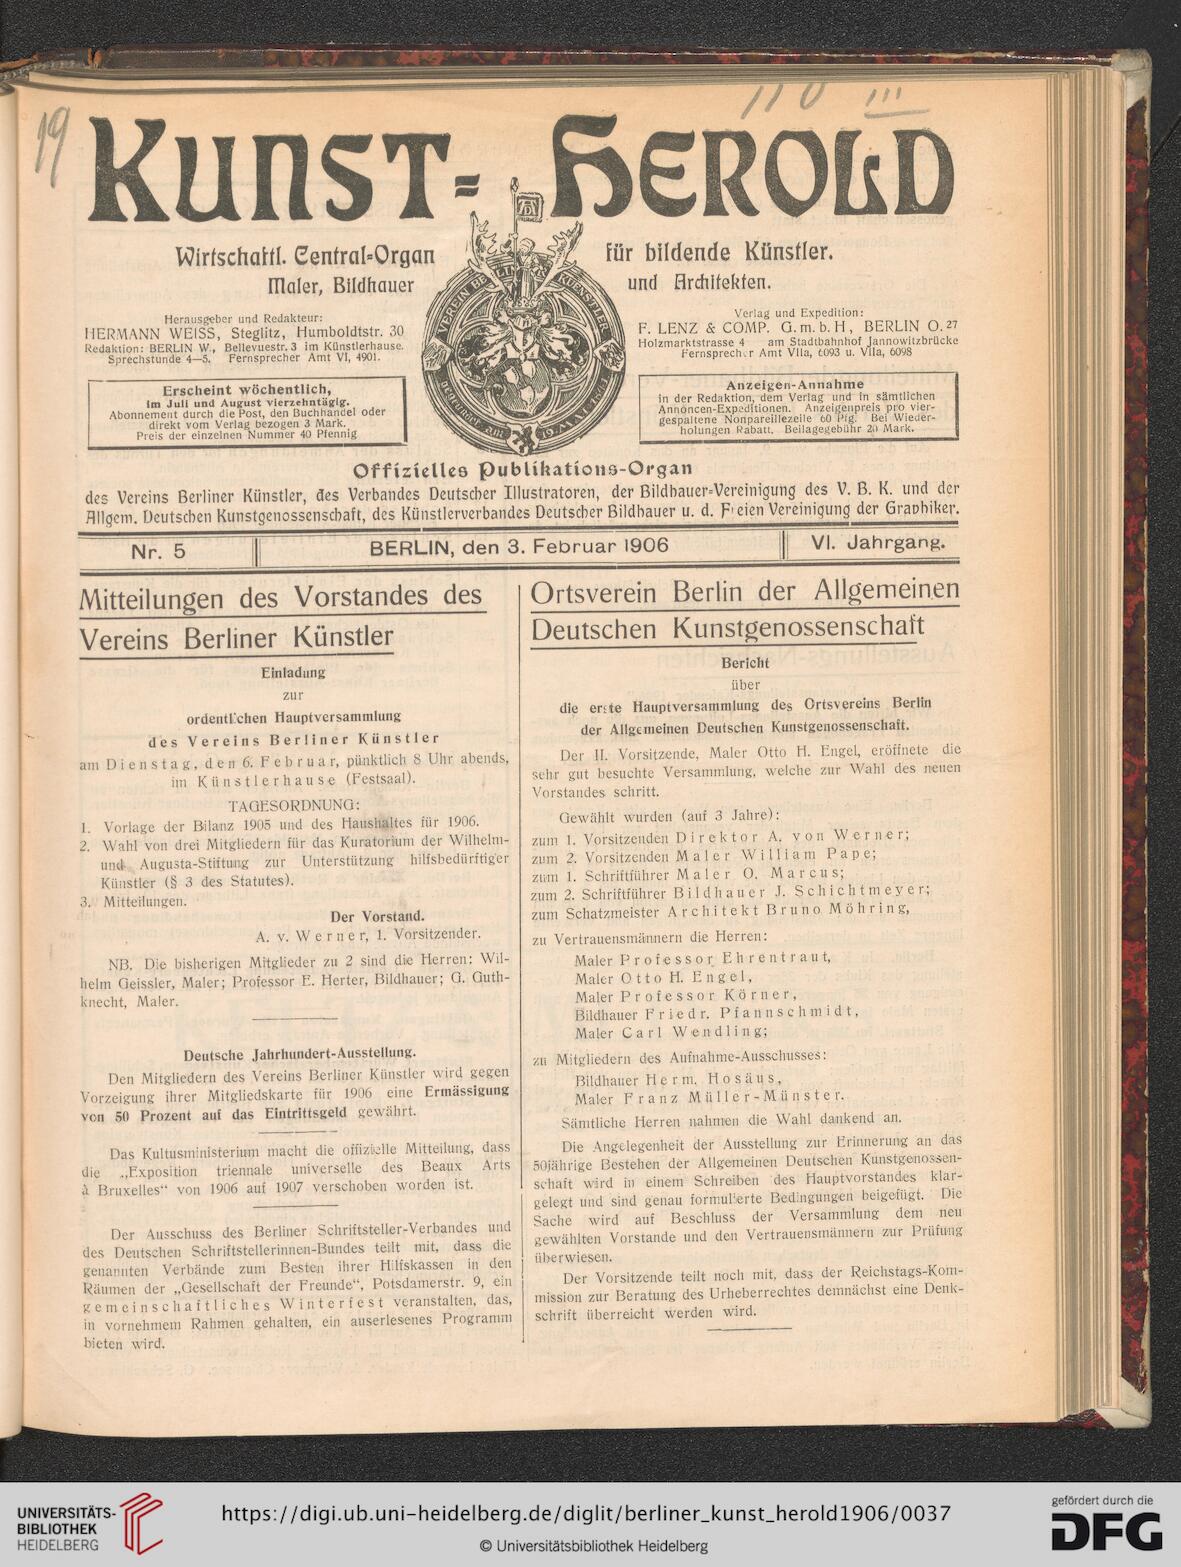 19
110 III
KUNST= HEROLD
Wirtschaftl. Central=Organ für bildende Künstler.
Maler, Bildhauer und Architekten.
Herausgeber und Redakteur:
HERMANN WEISS, Steglitz, Humboldtstr. 30
Redaktion: BERLIN W., Bellevuestr. 3 im Künstlerhause.
Sprechstunde 4—5. Fernsprecher Amt VI, 4901.
Erscheint wöchentlich,
im Juli und August vierzehntägig.
Abonnement durch die Post, den Buchhandel oder
direkt vom Verlag bezogen 3 Mark.
Preis der einzelnen Nummer 40 Pfennig
VEREIN BERLINER KUENSTLER
GEGRÜNDET AM 19. MAI 1841
Verlag und Expedition:
F. LENZ & COMP. G. m. b. H, BERLIN O. 27
Holzmarktstrasse 4 am Stadtbahnhof Jannowitzbrücke
Fernsprecher Amt VIIa, 6093 u. VIIa, 6098
Anzeigen-Annahme
in der Redaktion, dem Verlag und in sämtlichen
Annoncen-Expeditionen. Anzeigenpreis pro vier-
gespaltene Nonpareillezeile 60 Pfg. Bei Wieder-
holungen Rabatt. Beilagegebühr 20 Mark.
Offizielles Publikations-Organ
des Vereins Berliner Künstler, des Verbandes Deutscher Illustratoren, der Bildhauer=Vereinigung des V. B. K. und der
Allgem. Deutschen Kunstgenossenschaft, des Künstlerverbandes Deutscher Bildhauer u. d. Freien Vereinigung der Graphiker.
Nr. 5 BERLIN, den 3. Februar 1906 VI. Jahrgang.
Mitteilungen des Vorstandes des
Vereins Berliner Künstler
Einladung
zur
ordentlichen Hauptversammlung
des Vereins Berliner Künstler
am Dienstag, den 6. Februar, pünktlich 8 Uhr abends,
im Künstlerhause (Festsaal).
TAGESORDNUNG:
1. Vorlage der Bilanz 1905 und des Haushaltes für 1906.
2. Wahl von drei Mitgliedern für das Kuratorium der Wilhelm-
und Augusta-Stiftung zur Unterstützung hilfsbedürftiger
Künstler (§ 3 des Statutes).
3. Mitteilungen.
Der Vorstand.
A. v. Werner, 1. Vorsitzender.
NB. Die bisherigen Mitglieder zu 2 sind die Herren: Wil-
helm Geissler, Maler; Professor E. Herter, Bildhauer; G. Guth-
knecht, Maler.
Deutsche Jahrhundert-Ausstellung.
Den Mitgliedern des Vereins Berliner Künstler wird gegen
Vorzeigung ihrer Mitgliedskarte für 1906 eine Ermässigung
von 50 Prozent auf das Eintrittsgeld gewährt.
Das Kultusministerium macht die offizielle Mitteilung, dass
die „Exposition triennale universelle des Beaux Arts
à Bruxelles“ von 1906 auf 1907 verschoben worden ist.
Der Ausschuss des Berliner Schriftsteller-Verbandes und
des Deutschen Schriftstellerinnen-Bundes teilt mit, dass die
genannten Verbände zum Besten ihrer Hilfskassen in den
Räumen der „Gesellschaft der Freunde“, Potsdamerstr. 9, ein
gemeinschaftliches Winterfest veranstalten, das,
in vornehmem Rahmen gehalten, ein auserlesenes Programm
bieten wird.
Ortsverein Berlin der Allgemeinen
Deutschen Kunstgenossenschaft
Bericht
über
die erste Hauptversammlung des Ortsvereins Berlin
der Allgemeinen Deutschen Kunstgenossenschaft.
Der II. Vorsitzende, Maler Otto H. Engel, eröffnete die
sehr gut besuchte Versammlung, welche zur Wahl des neuen
Vorstandes schritt.
Gewählt wurden (auf 3 Jahre):
zum 1. Vorsitzenden Direktor A. von Werner;
zum 2. Vorsitzenden Maler William Pape;
zum 1. Schriftführer Maler O. Marcus;
zum 2. Schriftführer Bildhauer J. Schichtmeyer;
zum Schatzmeister Architekt Bruno Möhring,
zu Vertrauensmännern die Herren:
Maler Professor Ehrentraut,
Maler Otto H. Engel,
Maler Professor Körner,
Bildhauer Friedr. Pfannschmidt,
Maler Carl Wendling;
zu Mitgliedern des Aufnahme-Ausschusses:
Bildhauer Herm. Hosäus,
Maler Franz Müller-Münster.
Sämtliche Herren nahmen die Wahl dankend an.
Die Angelegenheit der Ausstellung zur Erinnerung an das
50jährige Bestehen der Allgemeinen Deutschen Kunstgenossen-
schaft wird in einem Schreiben des Hauptvorstandes klar-
gelegt und sind genau formulierte Bedingungen beigefügt. Die
Sache wird auf Beschluss der Versammlung dem neu
gewählten Vorstande und den Vertrauensmännern zur Prüfung
überwiesen.
Der Vorsitzende teilt noch mit, dass der Reichstags-Kom-
mission zur Beratung des Urheberrechtes demnächst eine Denk-
schrift überreicht werden wird.
UNIVERSITÄTS-
BIBLIOTHEK
HEIDELBERG
https://digi.ub.uni-heidelberg.de/diglit/berliner_kunst_herold1906/0037
© Universitätsbibliothek Heidelberg
gefördert durch die
DFG